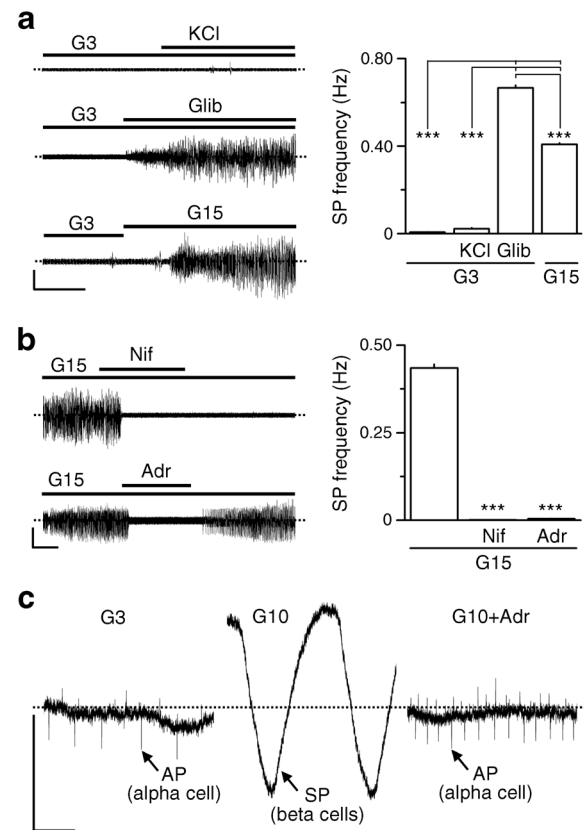 a
G3
KCl
G3
Glib
G3
G15
SP frequency (Hz)
0.80
0.40
0
*** *** ***
KCl Glib
G3
G15
b
G15
Nif
G15
Adr
SP frequency (Hz)
0.50
0.25
0
*** ***
Nif Adr
G15
c
G3
G10
G10+Adr
AP
(alpha cell)
SP
(beta cells)
AP
(alpha cell)